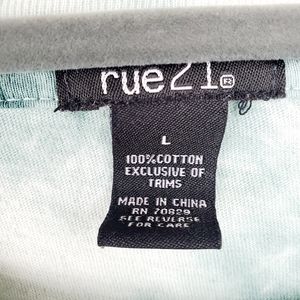 rue21®
L
100%COTTON
EXCLUSIVE OF
TRIMS
MADE IN CHINA
RN 70829
SEE REVERSE
FOR CARE